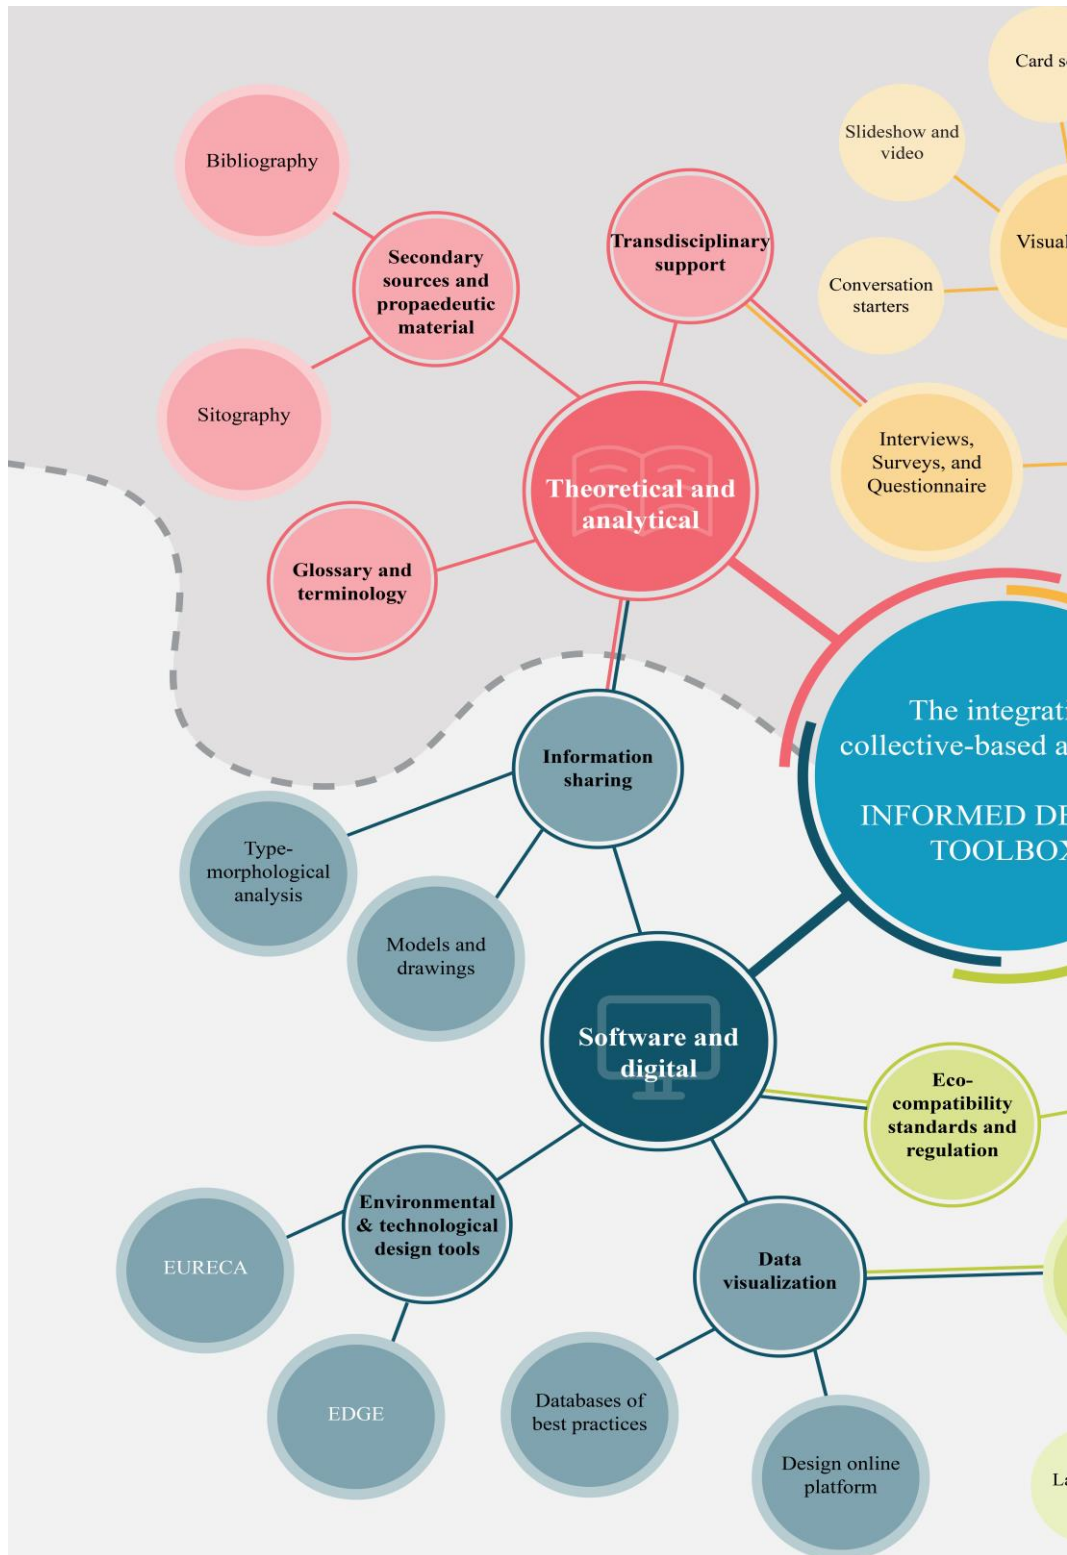 Card
Slideshow and
video
Bibliography
Transdisciplinary
support
Visual
Secondary
sources and
propaedeutic
material
Conversation
starters
Sitography
Interviews,
Surveys, and
Questionnaire
Theoretical and
analytical
Glossary and
terminology
The
collective-based
INFORMED
TOOLBOX
Information
sharing
Type-
morphological
analysis
Models and
drawings
Software and
digital
Eco-
compatibility
standards and
regulation
Environmental
& technological
design tools
EURECA
Data
visualization
EDGE
Databases of
best practices
Design online
platform